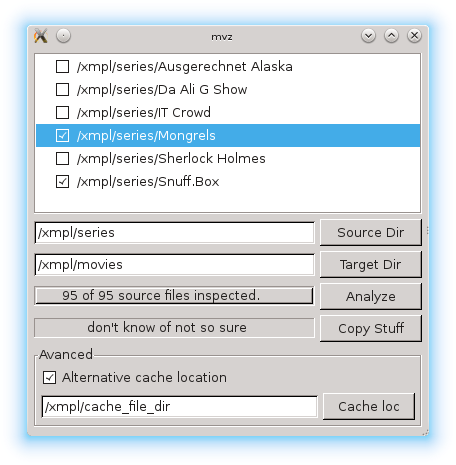 mvz
/xmpl/series/Ausgerechnet Alaska
/xmpl/series/Da Ali G Show
/xmpl/series/IT Crowd
/xmpl/series/Mongrels
/xmpl/series/Sherlock Holmes
/xmpl/series/Snuff.Box
/xmpl/series Source Dir
/xmpl/movies Target Dir
95 of 95 source files inspected. Analyze
don't know of not so sure Copy Stuff
Avanced
Alternative cache location
/xmpl/cache_file_dir Cache loc